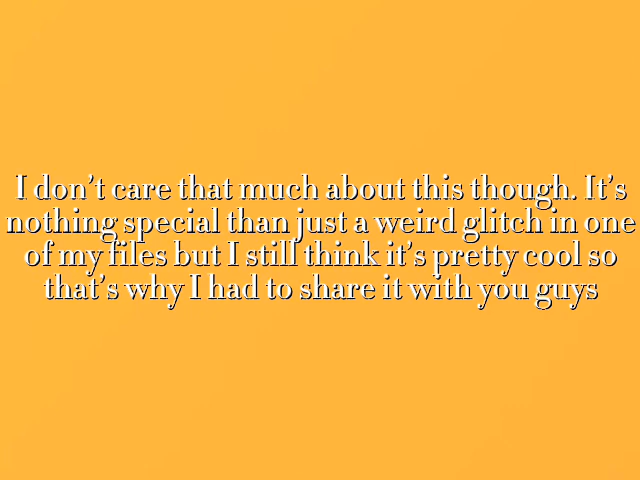 I don't care that much about this though. It's
nothing special than just a weird glitch in one
of my files but I still think it's pretty cool so
that's why I had to share it with you guys